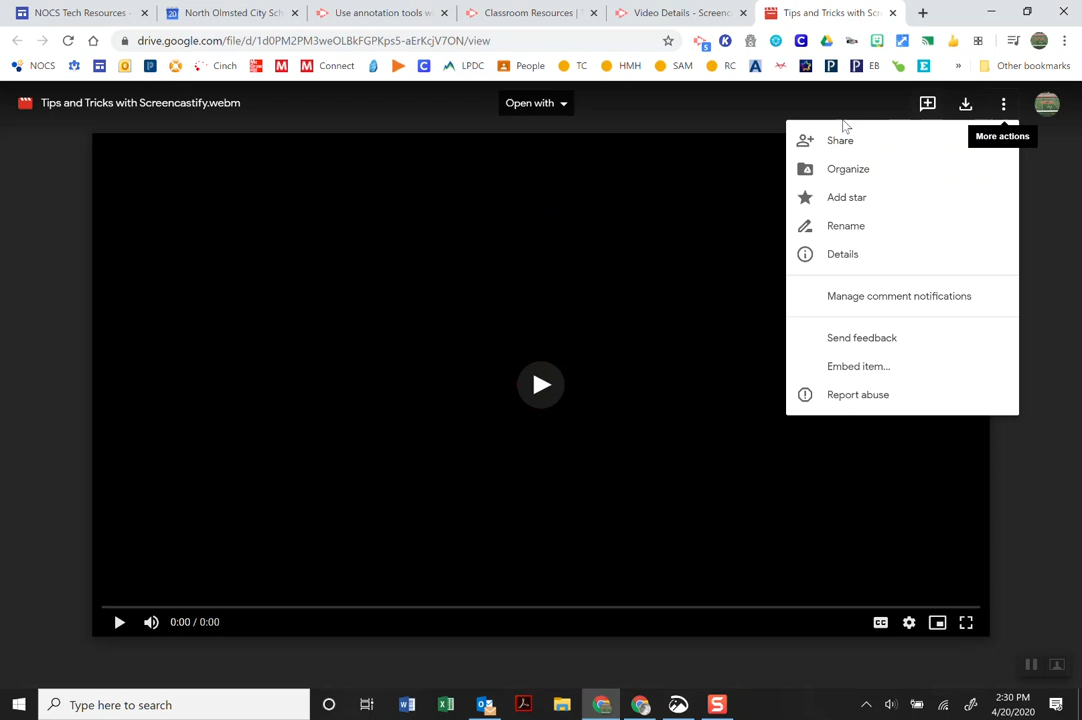 NOCS Tech Resources -
North Olmsted City Sch
Use annotation tools w
Classroom Resources | T
Video Details - Screenc
Tips and Tricks with Scre
drive.google.com/file/d/1d0PM2PM3weOLBkFGPKps5-aErKcjV7ON/view
NOCS
Cinch
Connect
LPDC
People
TC
HMH
SAM
RC
EB
»
Other bookmarks
Tips and Tricks with Screencastify.webm
Open with
More actions
Share
Organize
Add star
Rename
Details
Manage comment notifications
Send feedback
Embed item...
Report abuse
0:00 / 0:00
Type here to search
2:30 PM
4/20/2020